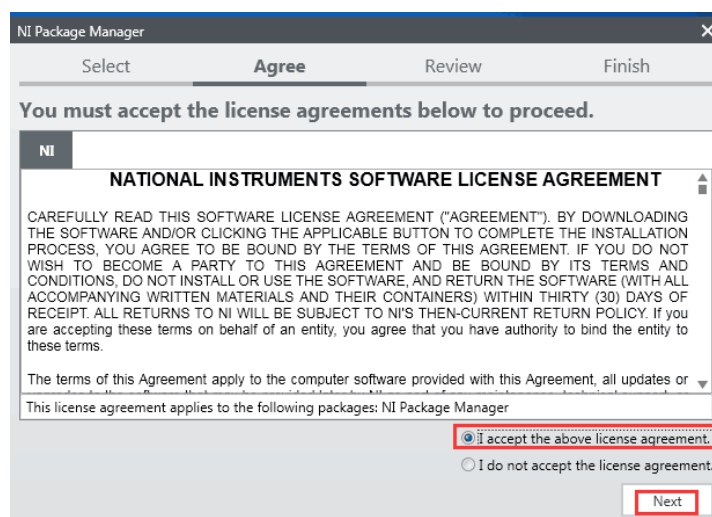 NI Package Manager
Select Agree Review Finish
You must accept the license agreements below to proceed.
NI
NATIONAL INSTRUMENTS SOFTWARE LICENSE AGREEMENT
CAREFULLY READ THIS SOFTWARE LICENSE AGREEMENT ("AGREEMENT"). BY DOWNLOADING
THE SOFTWARE AND/OR CLICKING THE APPLICABLE BUTTON TO COMPLETE THE INSTALLATION
PROCESS, YOU AGREE TO BE BOUND BY THE TERMS OF THIS AGREEMENT. IF YOU DO NOT
WISH TO BECOME A PARTY TO THIS AGREEMENT AND BE BOUND BY ITS TERMS AND
CONDITIONS, DO NOT INSTALL OR USE THE SOFTWARE, AND RETURN THE SOFTWARE (WITH ALL
ACCOMPANYING WRITTEN MATERIALS AND THEIR CONTAINERS) WITHIN THIRTY (30) DAYS OF
RECEIPT. ALL RETURNS TO NI WILL BE SUBJECT TO NI'S THEN-CURRENT RETURN POLICY. If you
are accepting these terms on behalf of an entity, you agree that you have authority to bind the entity to
these terms.
The terms of this Agreement apply to the computer software provided with this Agreement, all updates or
This license agreement applies to the following packages: NI Package Manager
I accept the above license agreement.
I do not accept the license agreement.
Next